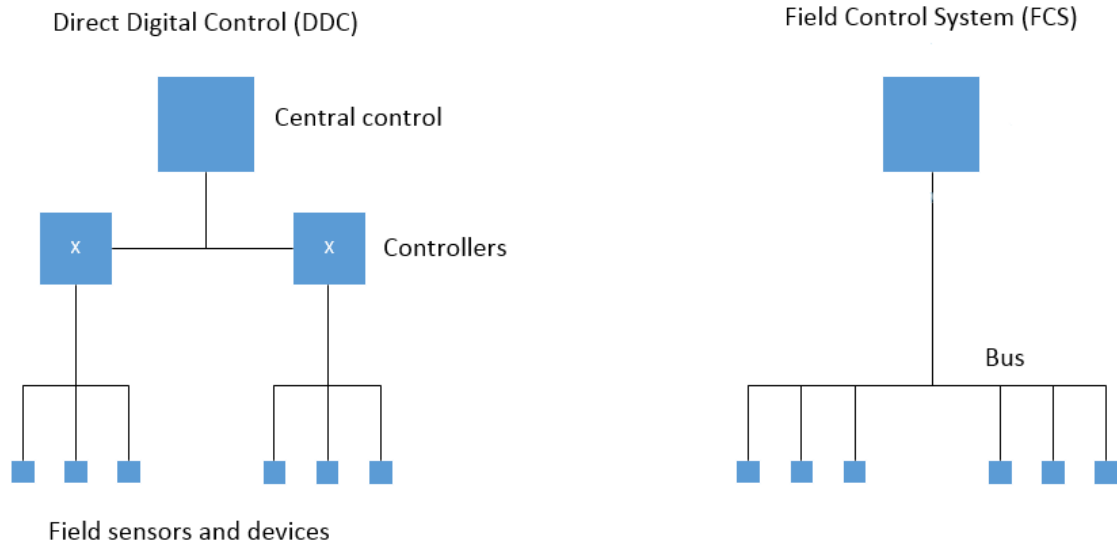 Direct Digital Control (DDC)
Field Control System (FCS)
Central control
x
x
Controllers
Bus
Field sensors and devices